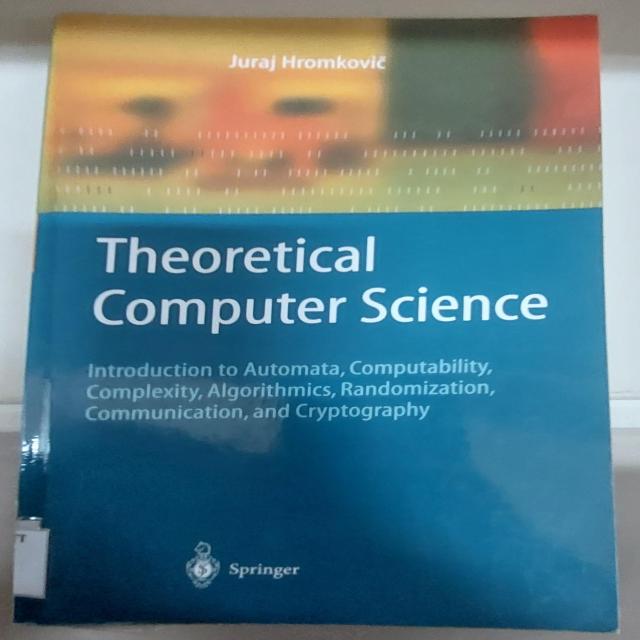 Juraj Hromkovič
Theoretical
Computer Science
Introduction to Automata, Computability,
Complexity, Algorithmics, Randomization,
Communication, and Cryptography
Springer